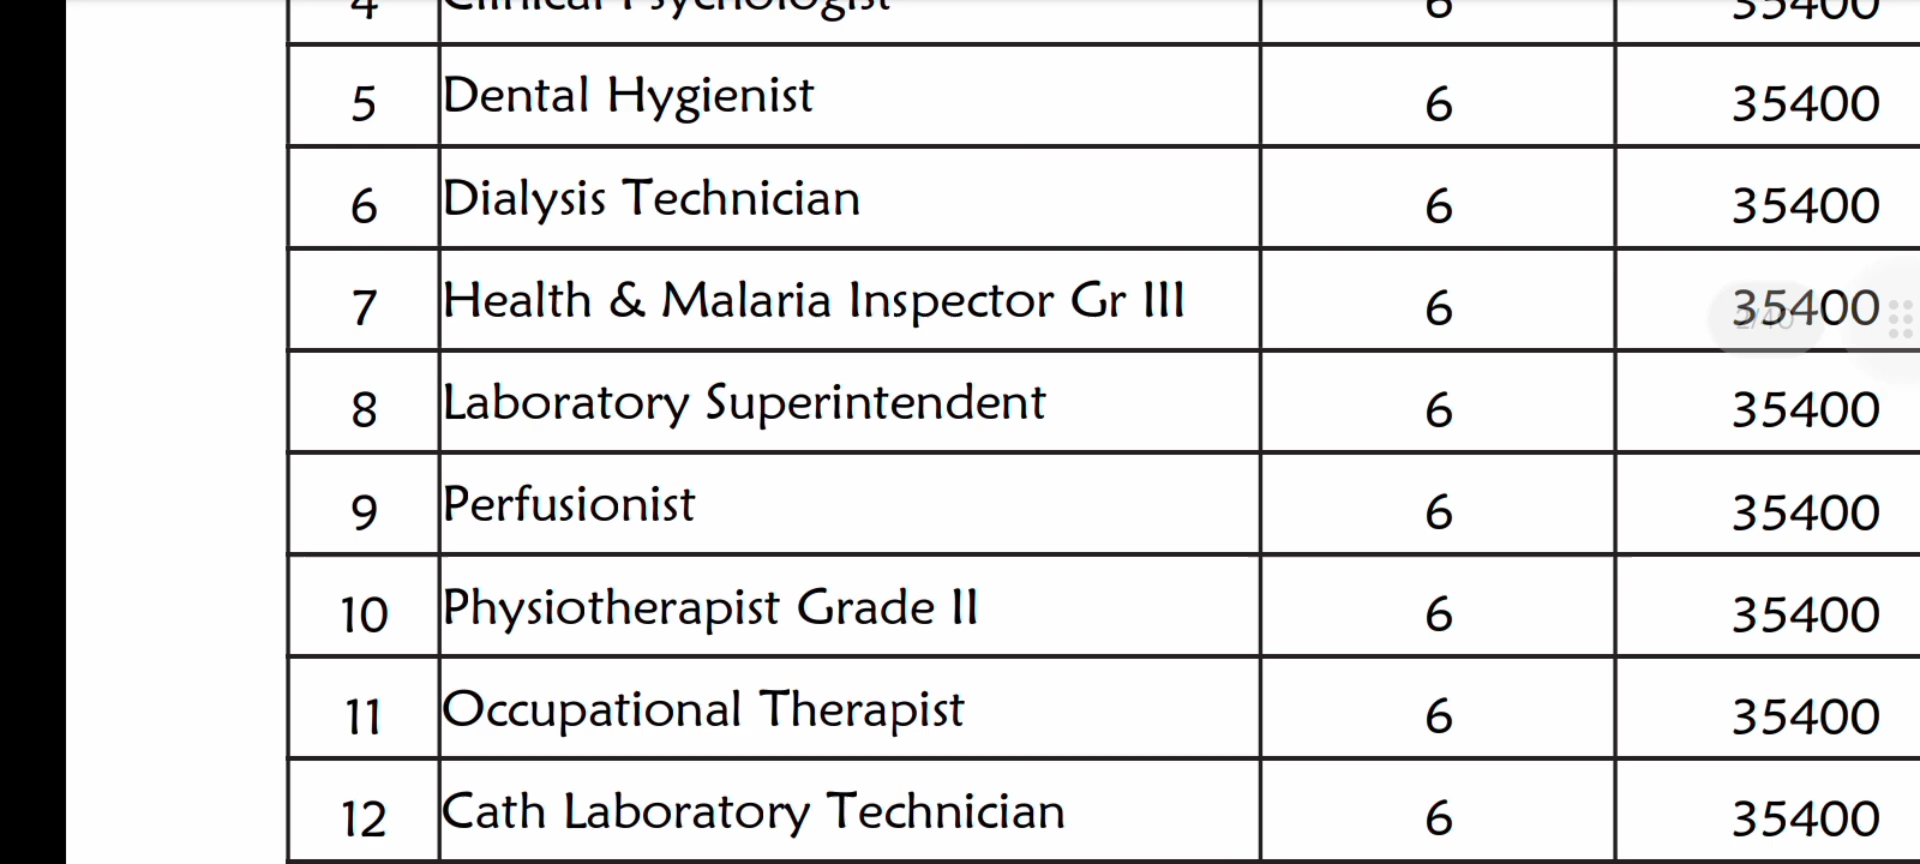 4 Clinical Psychologist 6 35400
5 Dental Hygienist 6 35400
6 Dialysis Technician 6 35400
7 Health & Malaria Inspector Gr III 6 35400
2/40
8 Laboratory Superintendent 6 35400
9 Perfusionist 6 35400
10 Physiotherapist Grade II 6 35400
11 Occupational Therapist 6 35400
12 Cath Laboratory Technician 6 35400